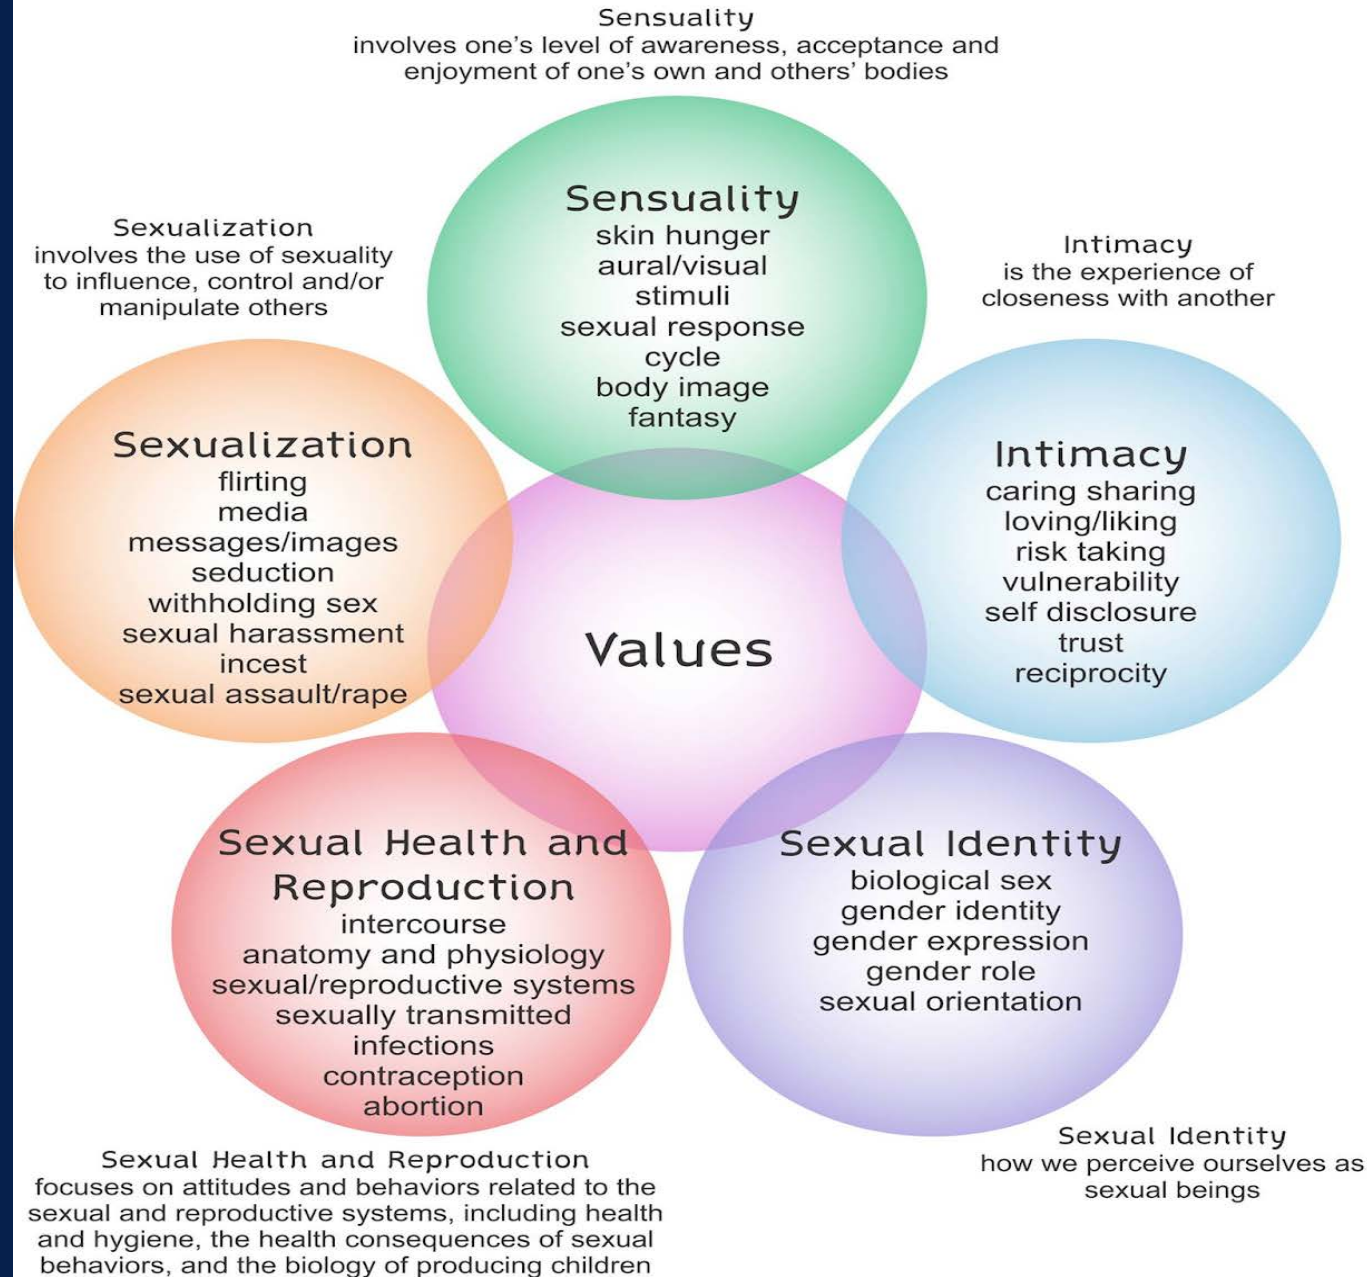 Sensuality
involves one’s level of awareness, acceptance and
enjoyment of one’s own and others’ bodies
Sensuality
skin hunger
aural/visual
stimuli
sexual response
cycle
body image
fantasy
Sexualization
involves the use of sexuality
to influence, control and/or
manipulate others
Sexualization
flirting
media
messages/images
seduction
withholding sex
sexual harassment
incest
sexual assault/rape
Intimacy
is the experience of
closeness with another
Intimacy
caring sharing
loving/liking
risk taking
vulnerability
self disclosure
trust
reciprocity
Values
Sexual Health and
Reproduction
intercourse
anatomy and physiology
sexual/reproductive systems
sexually transmitted
infections
contraception
abortion
Sexual Health and Reproduction
focuses on attitudes and behaviors related to the
sexual and reproductive systems, including health
and hygiene, the health consequences of sexual
behaviors, and the biology of producing children
Sexual Identity
biological sex
gender identity
gender expression
gender role
sexual orientation
Sexual Identity
how we perceive ourselves as
sexual beings